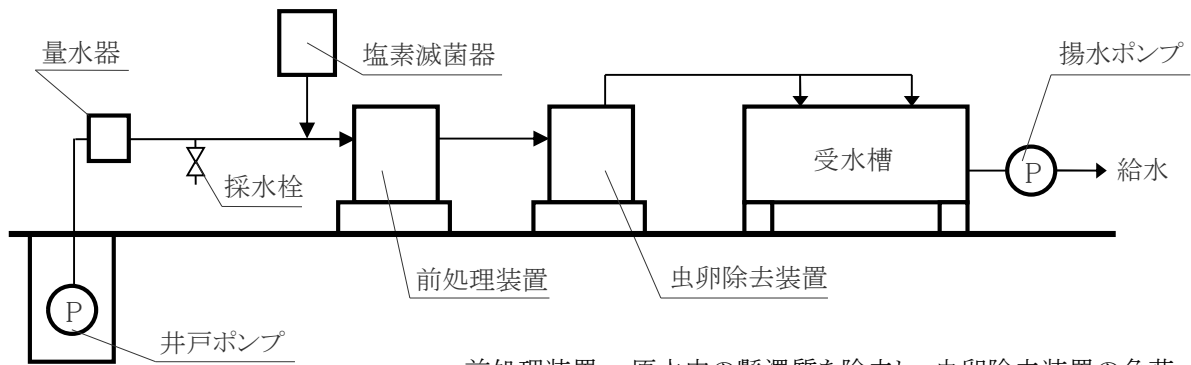 量水器
塩素滅菌器
揚水ポンプ
採水栓
受水槽
P
給水
前処理装置
虫卵除去装置
P
井戸ポンプ